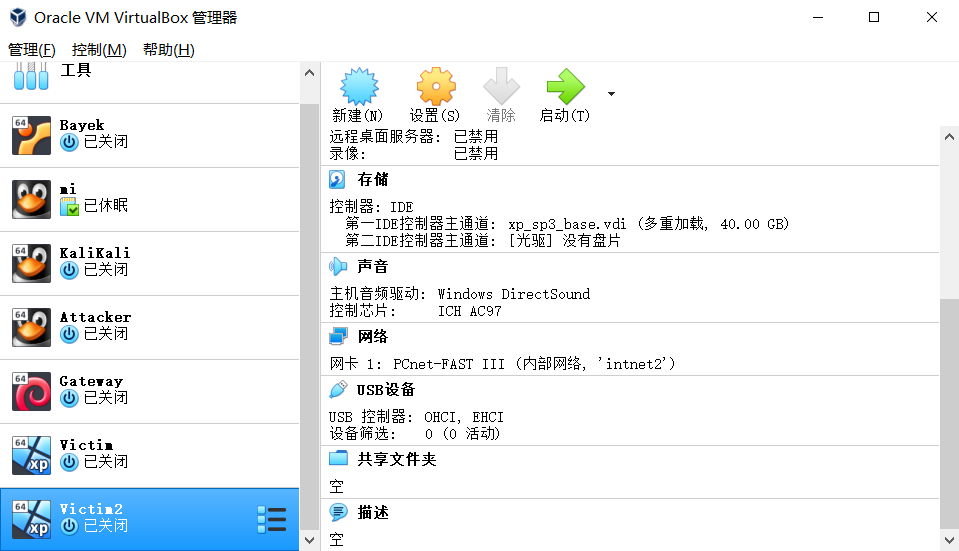 Oracle VM VirtualBox 管理器
管理(F) 控制(M) 帮助(H)
工具
64
Bayek
已关闭
mi
已休眠
64
KaliKali
已关闭
64
Attacker
已关闭
64
Gateway
已关闭
64
xp
Victim
已关闭
64
xp
Victim2
已关闭
新建(N) 设置(S) 清除 启动(T)
远程桌面服务器: 已禁用
录像: 已禁用
存储
控制器: IDE
第一IDE控制器主通道: xp_sp3_base.vdi (多重加载, 40.00 GB)
第二IDE控制器主通道: [光驱] 没有盘片
声音
主机音频驱动: Windows DirectSound
控制芯片: ICH AC97
网络
网卡 1: PCnet-FAST III (内部网络, 'intnet2')
USB设备
USB 控制器: OHCI, EHCI
设备筛选: 0 (0 活动)
共享文件夹
空
描述
空